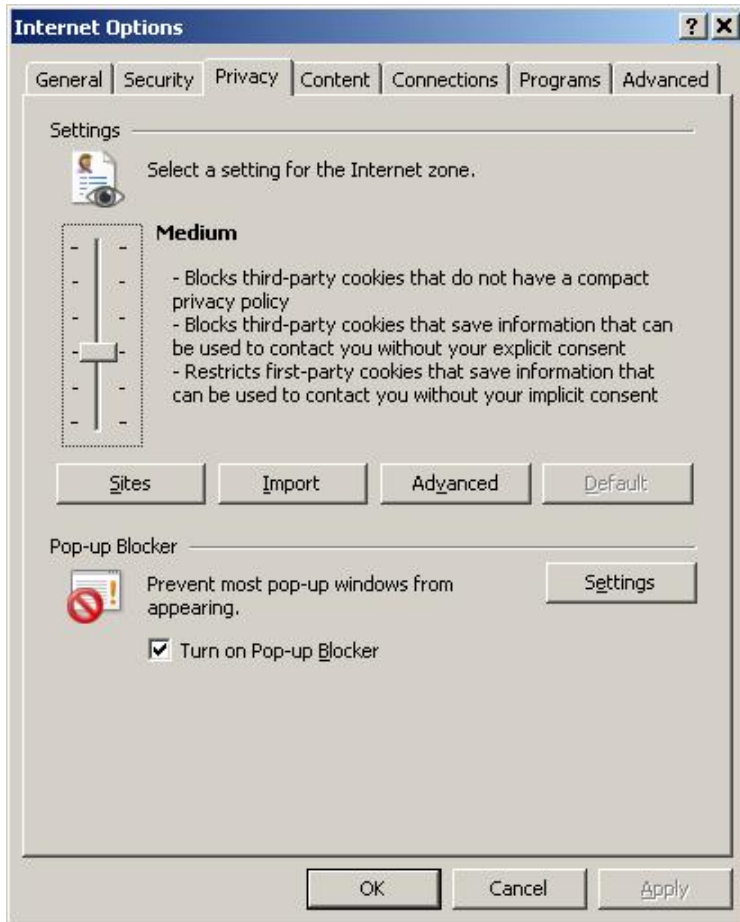 Internet Options
General Security Privacy Content Connections Programs Advanced
Settings
Select a setting for the Internet zone.
Medium
- Blocks third-party cookies that do not have a compact
privacy policy
- Blocks third-party cookies that save information that can
be used to contact you without your explicit consent
- Restricts first-party cookies that save information that
can be used to contact you without your implicit consent
Sites Import Advanced Default
Pop-up Blocker
Prevent most pop-up windows from
appearing.
Settings
Turn on Pop-up Blocker
OK Cancel Apply